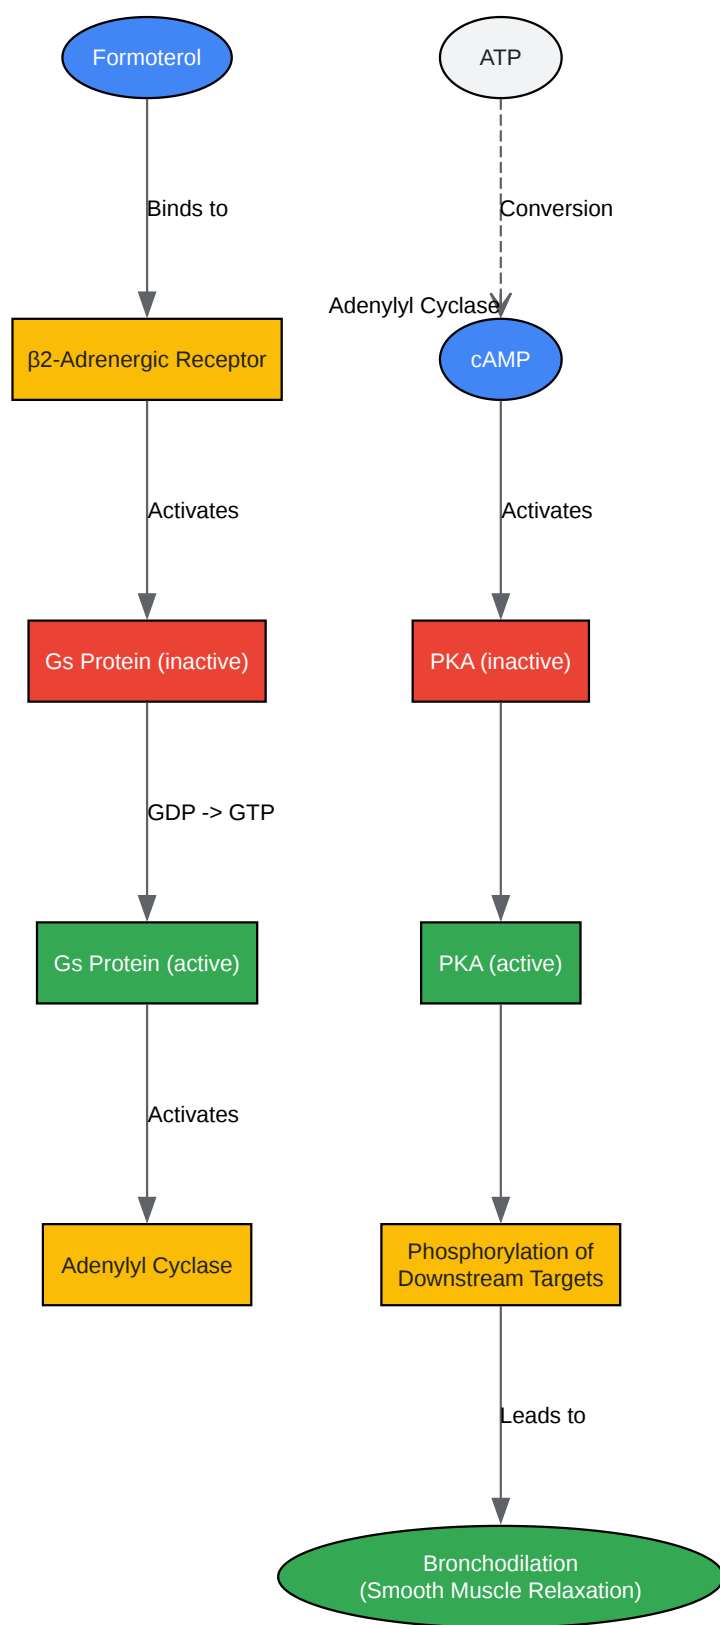 Formoterol
Binds to
β2-Adrenergic Receptor
Activates
Gs Protein (inactive)
GDP -> GTP
Gs Protein (active)
Activates
Adenylyl Cyclase
ATP
Conversion
Adenylyl Cyclase
cAMP
Activates
PKA (inactive)
PKA (active)
Phosphorylation of
Downstream Targets
Leads to
Bronchodilation
(Smooth Muscle Relaxation)